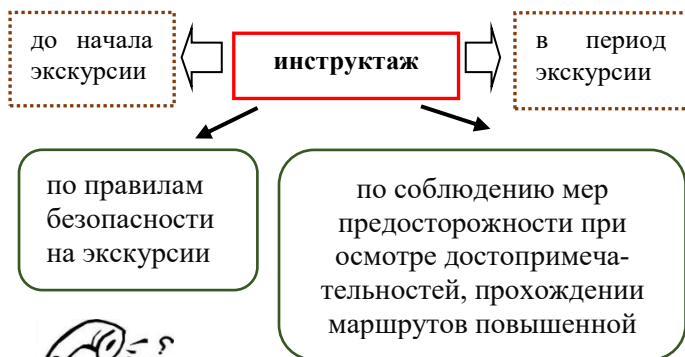 до начала
экскурсии
инструктаж
в период
экскурсии
по правилам
безопасности
на экскурсии
по соблюдению мер
предосторожности при
осмотре достопримеча-
тельностей, прохождении
маршрутов повышенной
?